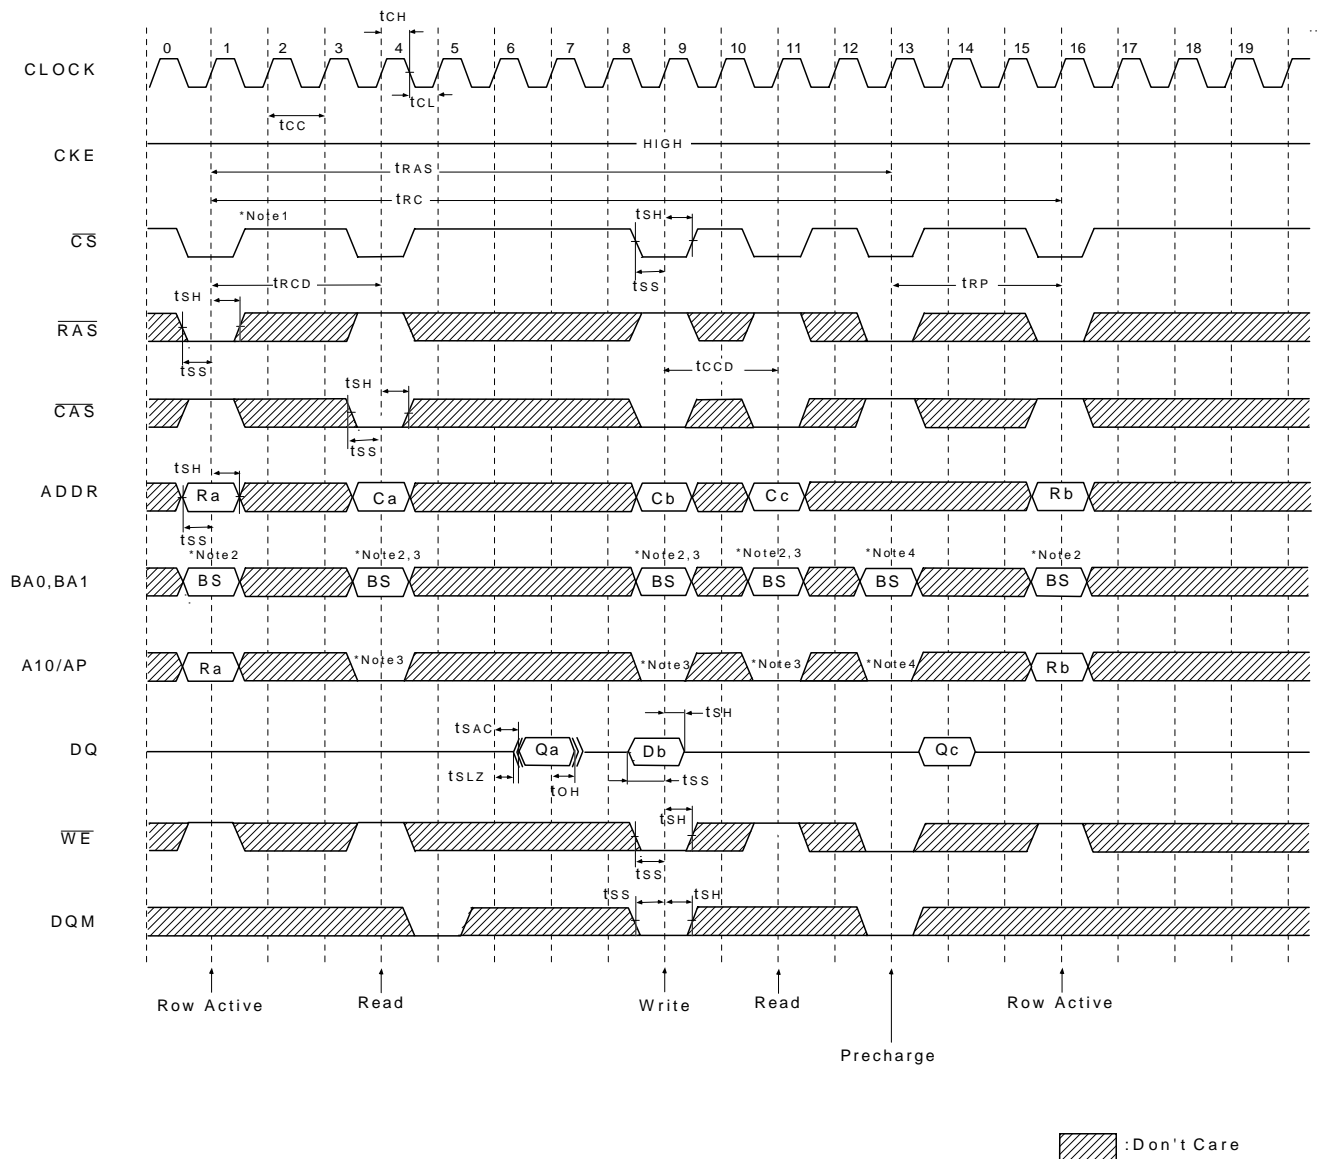 tCH
0 1 2 3 4 5 6 7 8 9 10 11 12 13 14 15 16 17 18 19
CLOCK
tCL
tCC
HIGH
CKE
tRAS
tRC
*Note1 tSH
CS
tSS
tRCD tRP
tSH
RAS
tSS tCCD
tSH
CAS
tSS
tSH
ADDR Ra Ca Cb Cc Rb
tSS
*Note2 *Note2,3 *Note2,3 *Note2,3 *Note4 *Note2
BA0,BA1 BS BS BS BS BS BS
A10/AP Ra *Note3 *Note3 *Note3 *Note4 Rb
tSH
tSAC
DQ Qa Db Qc
tSLZ tSS
tOH
tSH
WE
tSS
tSS tSH
DQM
Row Active Read Write Read Row Active
Precharge
:Don't Care